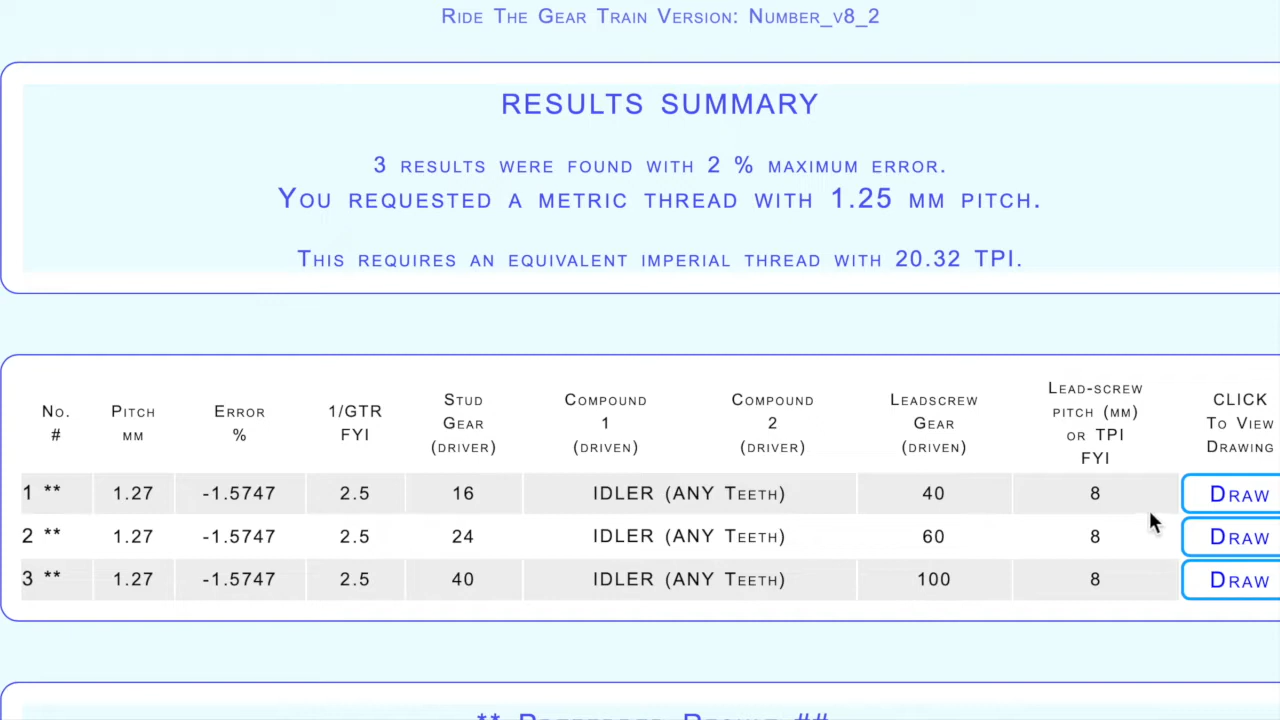 Ride The Gear Train Version: Number_v8_2
RESULTS SUMMARY
3 results were found with 2 % maximum error.
You requested a metric thread with 1.25 mm pitch.
This requires an equivalent imperial thread with 20.32 TPI.
No. # Pitch mm Error % 1/GTR FYI Stud Gear (driver) Compound 1 (driven) Compound 2 (driver) Leadscrew Gear (driven) Lead-screw pitch (mm) or TPI FYI CLICK To View Drawing
1 ** 1.27 -1.5747 2.5 16 IDLER (ANY Teeth) 40 8 Draw
2 ** 1.27 -1.5747 2.5 24 IDLER (ANY Teeth) 60 8 Draw
3 ** 1.27 -1.5747 2.5 40 IDLER (ANY Teeth) 100 8 Draw